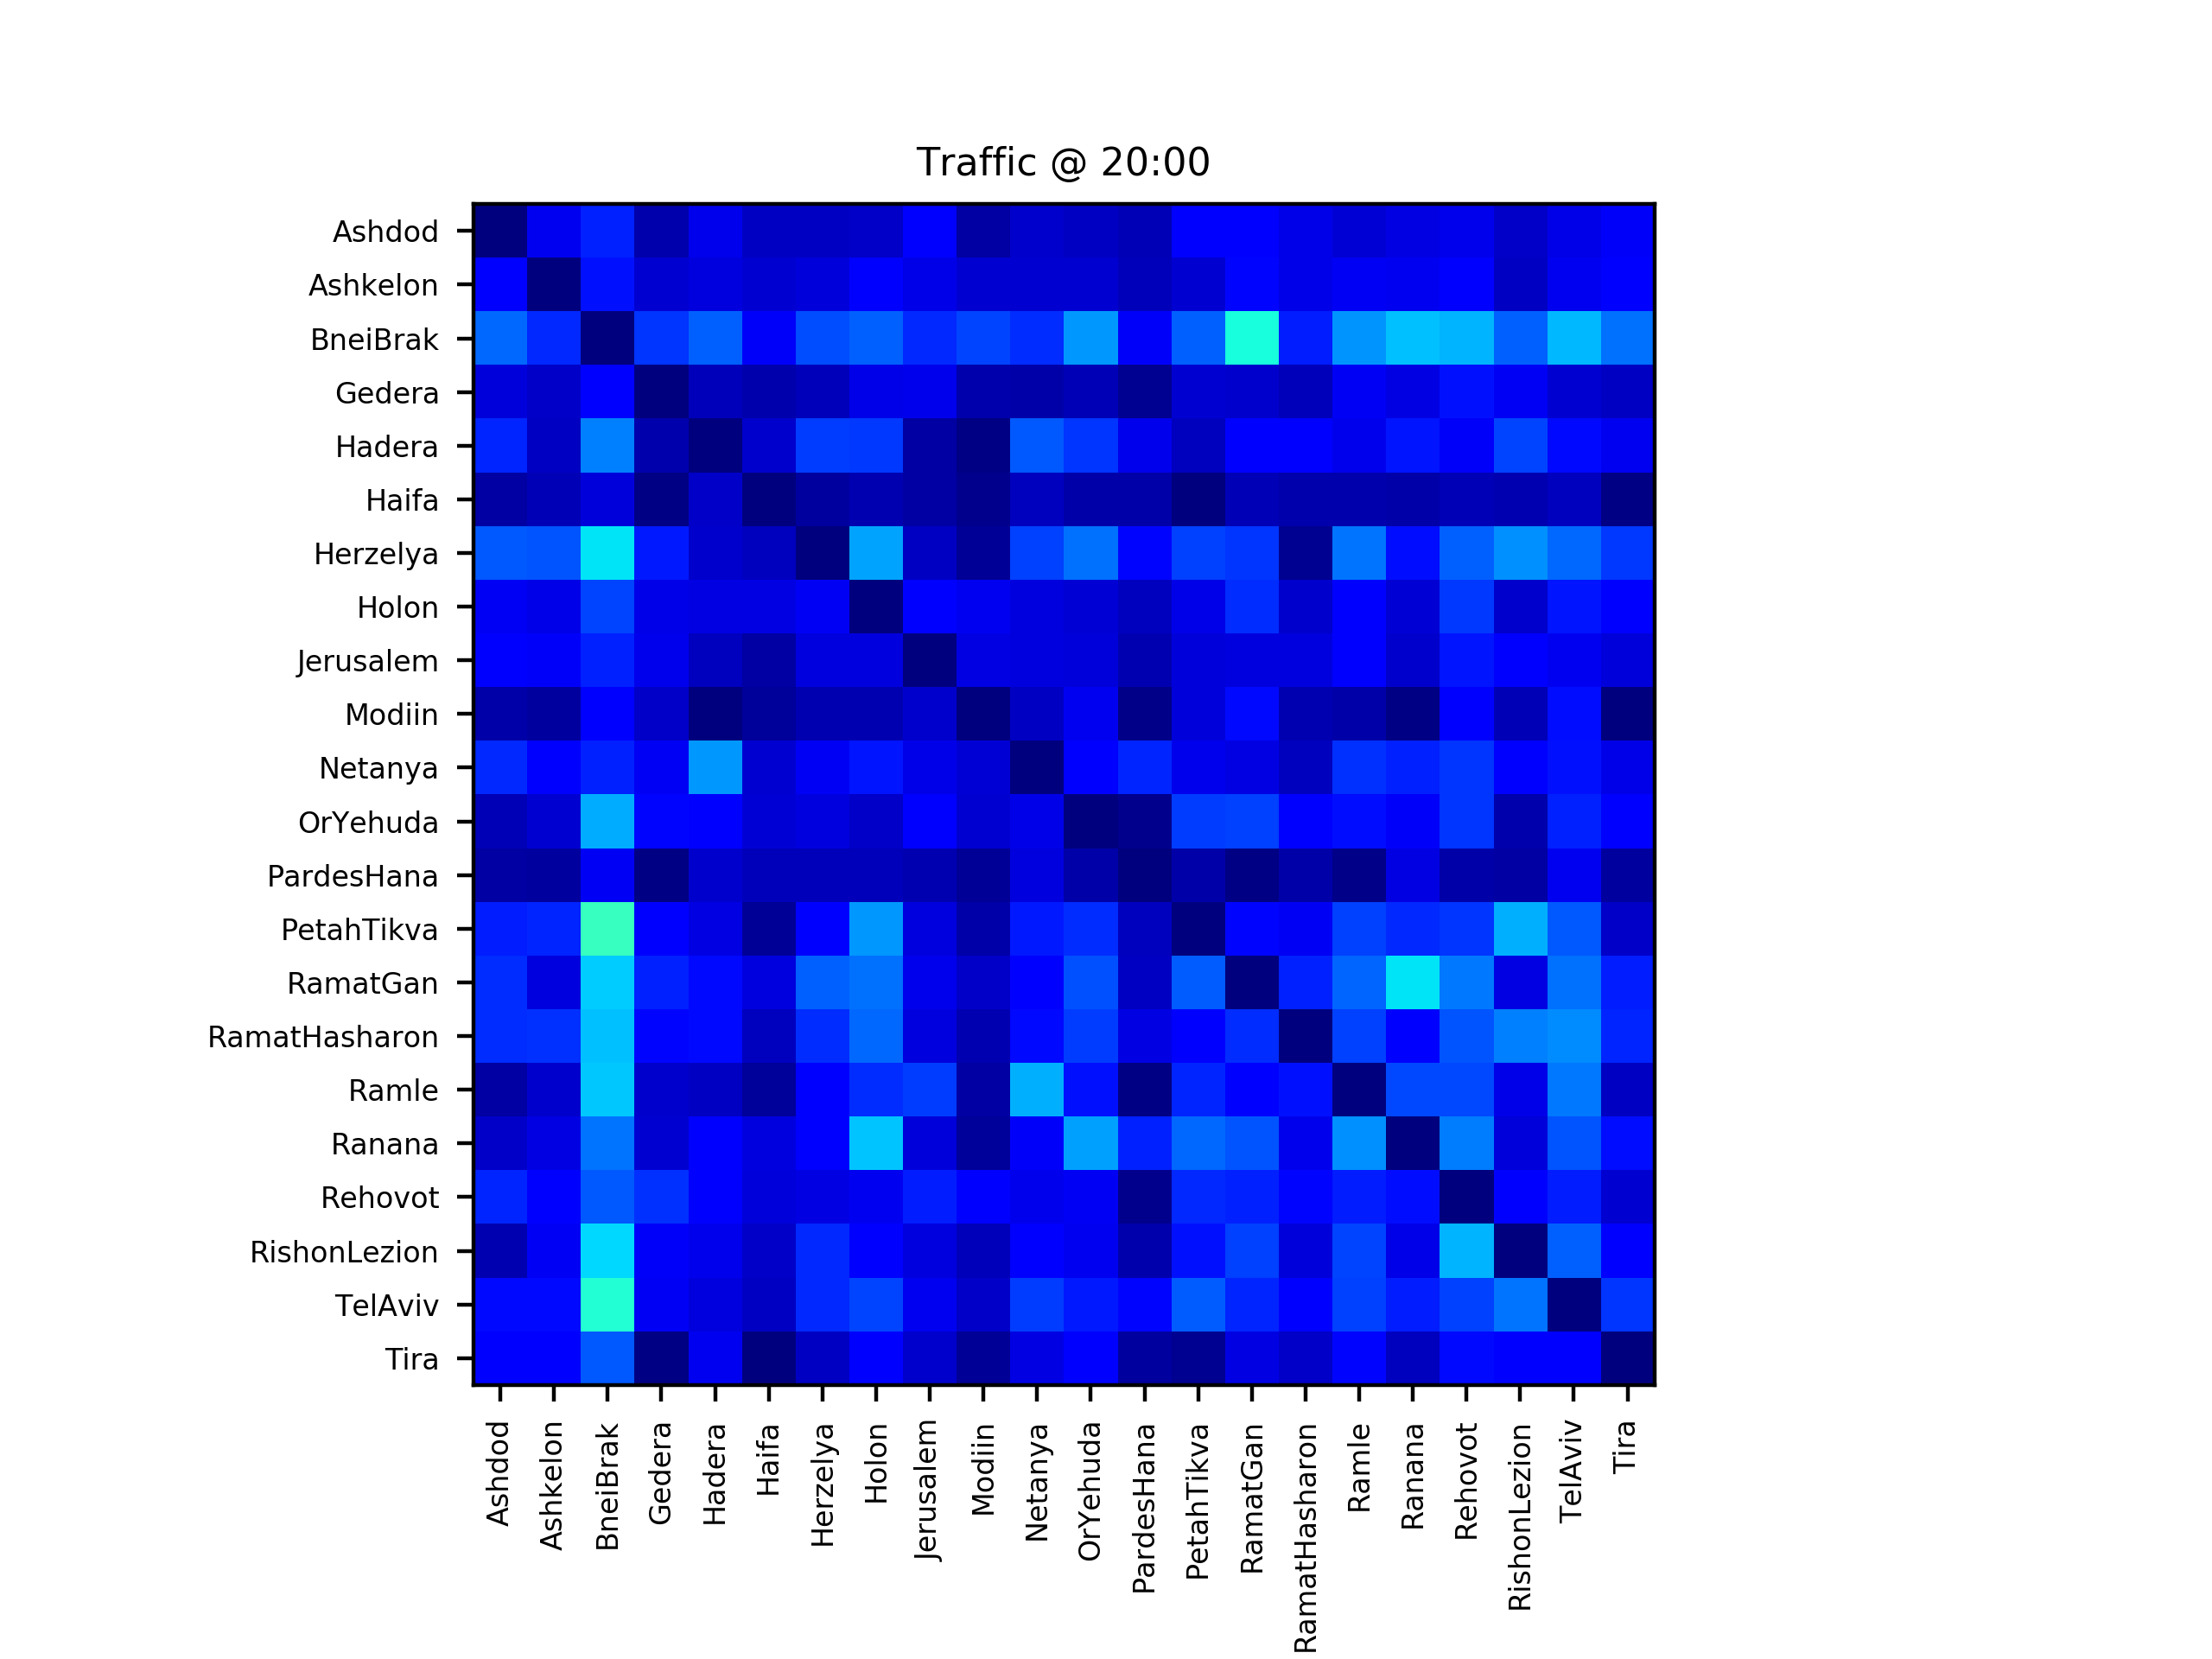 Traffic @ 20:00
Ashdod
Ashkelon
BneiBrak
Gedera
Hadera
Haifa
Herzelya
Holon
Jerusalem
Modiin
Netanya
OrYehuda
PardesHana
PetahTikva
RamatGan
RamatHasharon
Ramle
Ranana
Rehovot
RishonLezion
TelAviv
Tira
Ashdod
Ashkelon
BneiBrak
Gedera
Hadera
Haifa
Herzelya
Holon
Jerusalem
Modiin
Netanya
OrYehuda
PardesHana
PetahTikva
RamatGan
RamatHasharon
Ramle
Ranana
Rehovot
RishonLezion
TelAviv
Tira